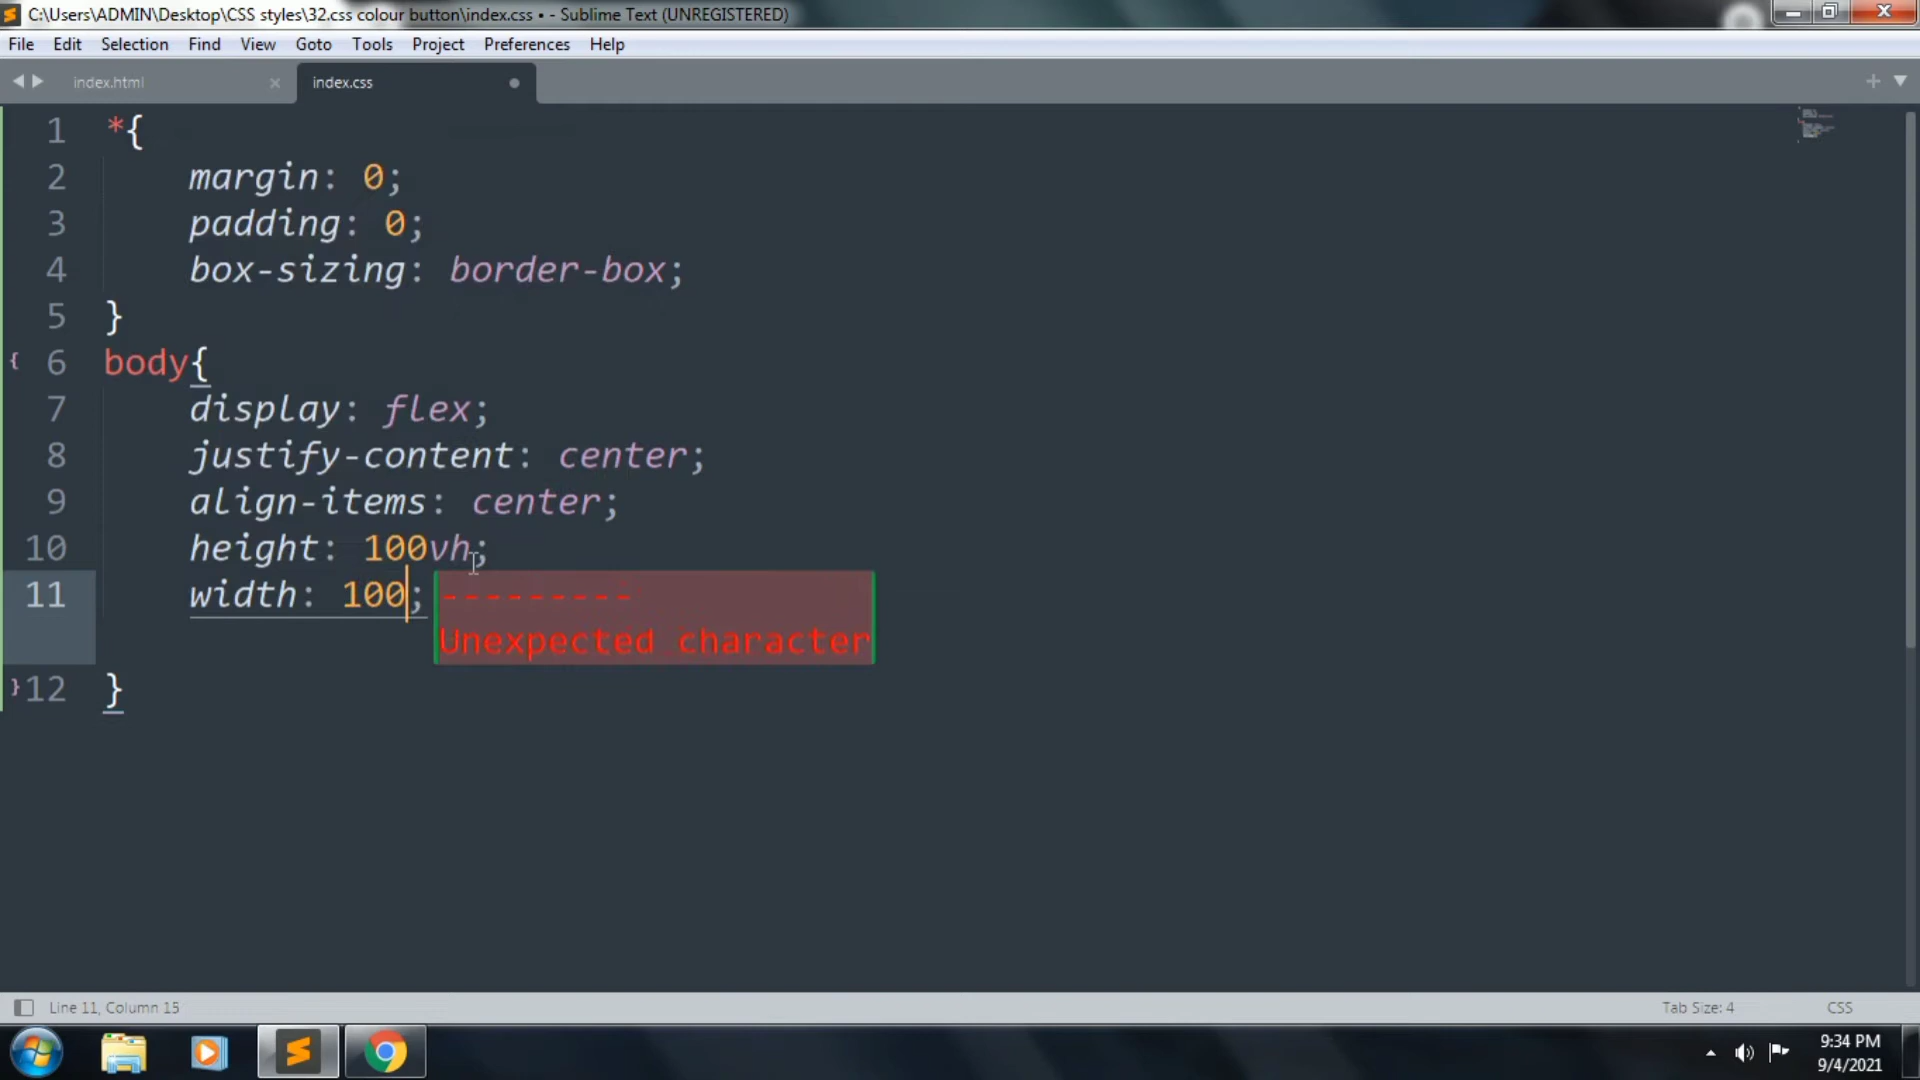 C:\Users\ADMIN\Desktop\CSS styles\32.css colour button\index.css • - Sublime Text (UNREGISTERED)
File Edit Selection Find View Goto Tools Project Preferences Help
index.html index.css
1 *{
2 margin: 0;
3 padding: 0;
4 box-sizing: border-box;
5 }
{ 6 body{
7 display: flex;
8 justify-content: center;
9 align-items: center;
10 height: 100vh;
11 width: 100; ---------
Unexpected character
} 12 }
Line 11, Column 15 Tab Size: 4 CSS
9:34 PM
9/4/2021